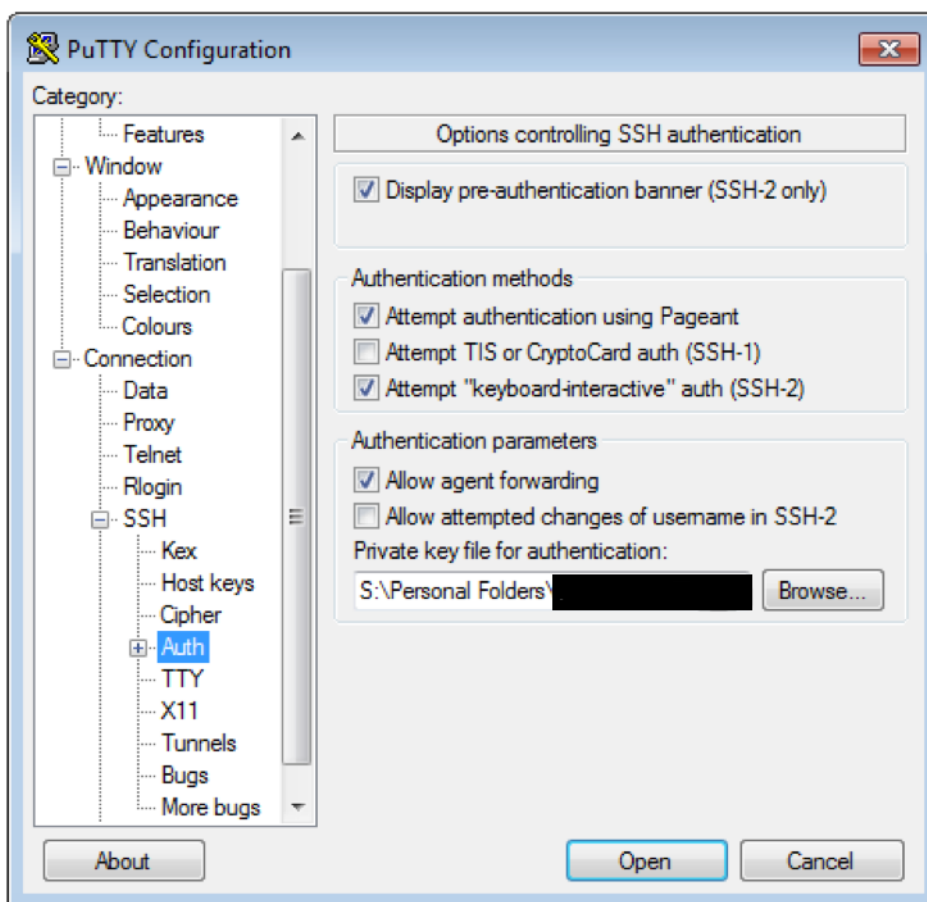 PuTTY Configuration
Category:
Features
Window
Appearance
Behaviour
Translation
Selection
Colours
Connection
Data
Proxy
Telnet
Rlogin
SSH
Kex
Host keys
Cipher
Auth
TTY
X11
Tunnels
Bugs
More bugs
Options controlling SSH authentication
Display pre-authentication banner (SSH-2 only)
Authentication methods
Attempt authentication using Pageant
Attempt TIS or CryptoCard auth (SSH-1)
Attempt "keyboard-interactive" auth (SSH-2)
Authentication parameters
Allow agent forwarding
Allow attempted changes of username in SSH-2
Private key file for authentication:
S:\Personal Folders\
Browse...
About
Open
Cancel